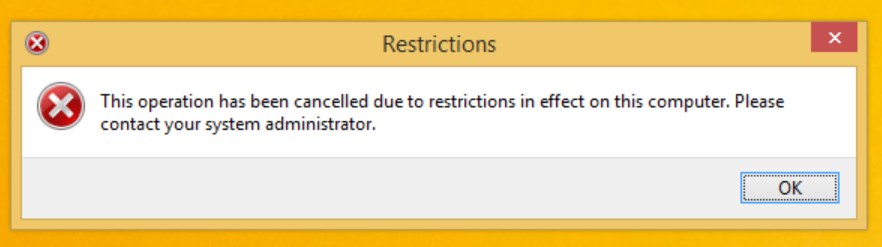 Restrictions
This operation has been cancelled due to restrictions in effect on this computer. Please
contact your system administrator.
OK